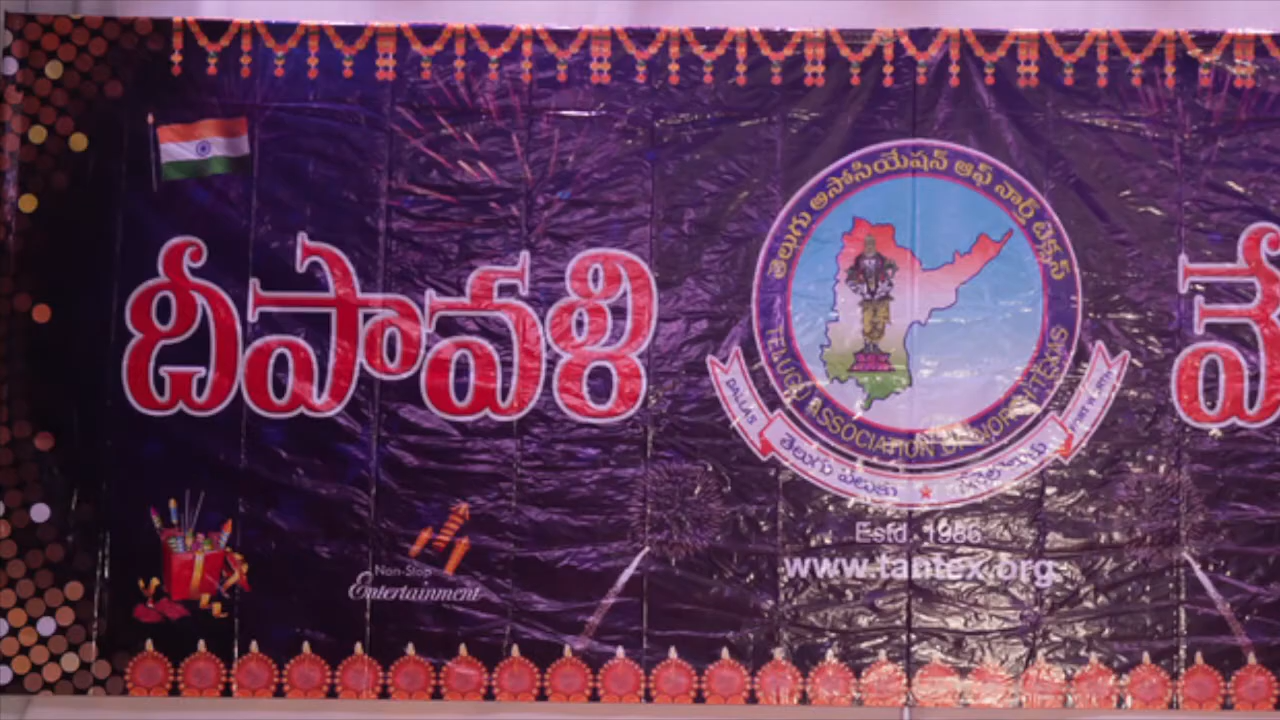 దీపావళి
తెలుగు అసోసియేషన్ ఆఫ్ నార్త్ టెక్సస్
TELUGU ASSOCIATION OF NORTH TEXAS
DALLAS
FORT WORTH
తెలుగు పలుకు
వే
Estd. 1986
www.tantex.org
Non-Stop
Entertainment